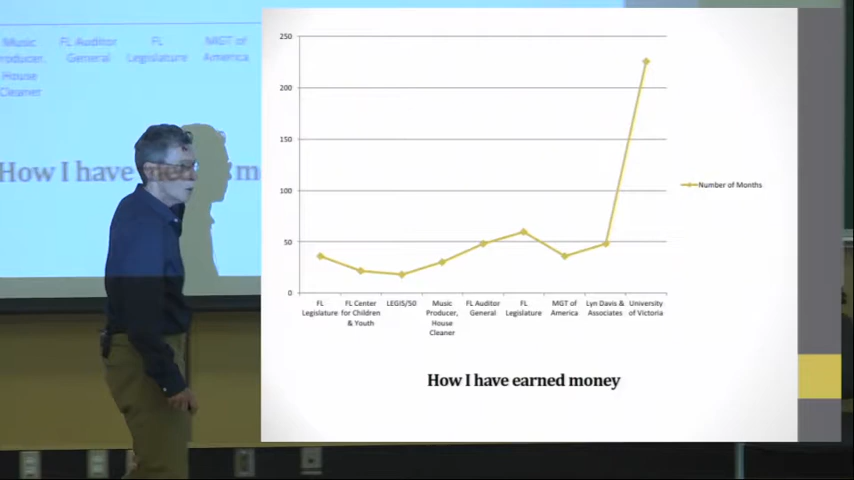 Music
FL Auditor
FL
MGT of
General
Legislature
America
House
Cleaner
How I have
250
200
150
100
50
0
Number of Months
FL
Legislature
FL Center
for Children
& Youth
LEGIS/50
Music
Producer,
House
Cleaner
FL Auditor
General
FL
Legislature
MGT of
America
Lyn Davis &
Associates
University
of Victoria
How I have earned money